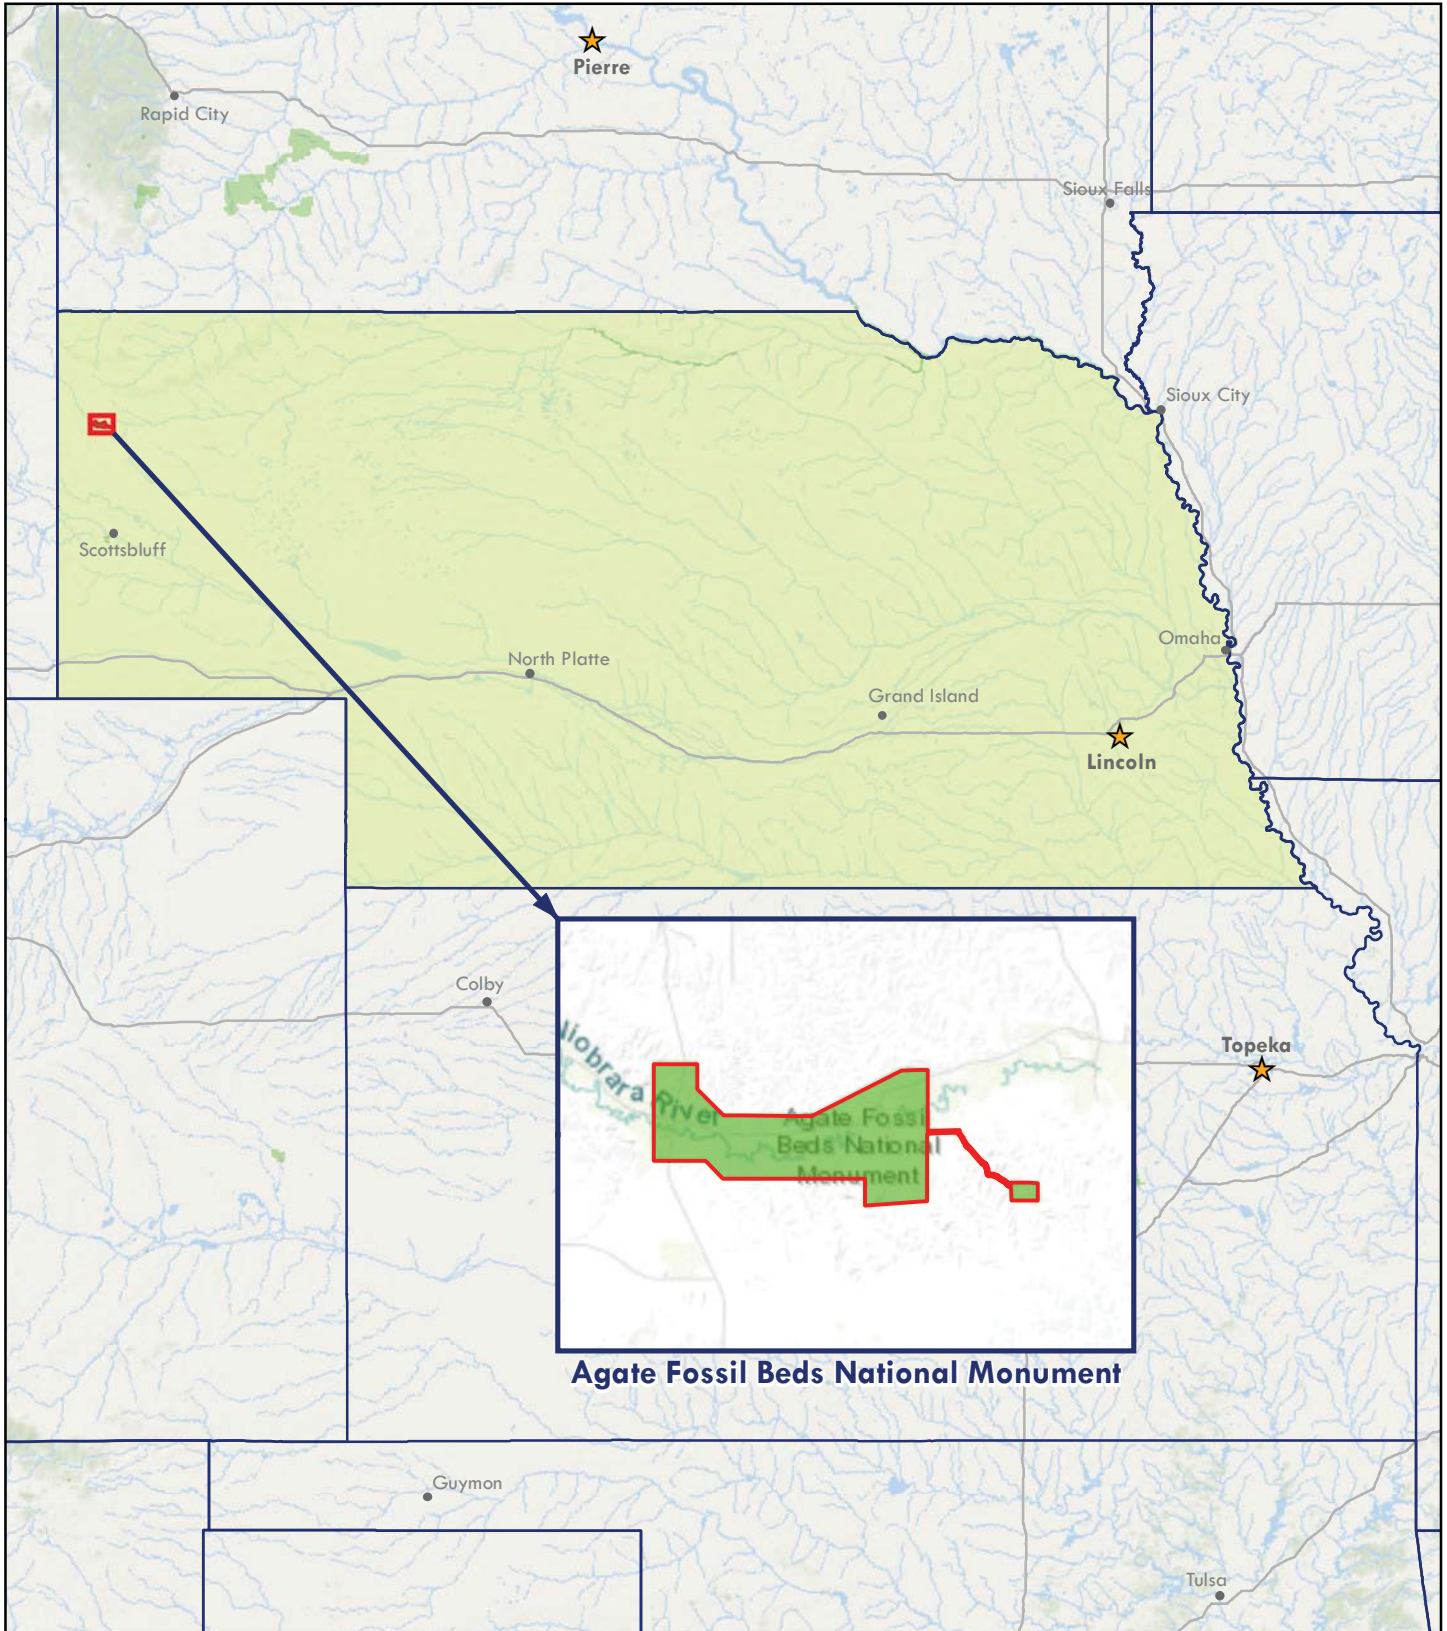 Pierre
Rapid City
Sioux Falls
Sioux City
Scottsbluff
Omaha
North Platte
Grand Island
Lincoln
Colby
Topeka
River
Agate Fossil
Beds National
Monument
Agate Fossil Beds National Monument
Guymon
Tulsa